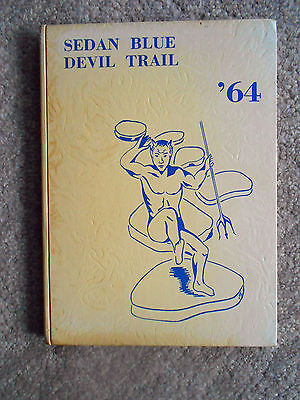 SEDAN BLUE
DEVIL TRAIL
'64